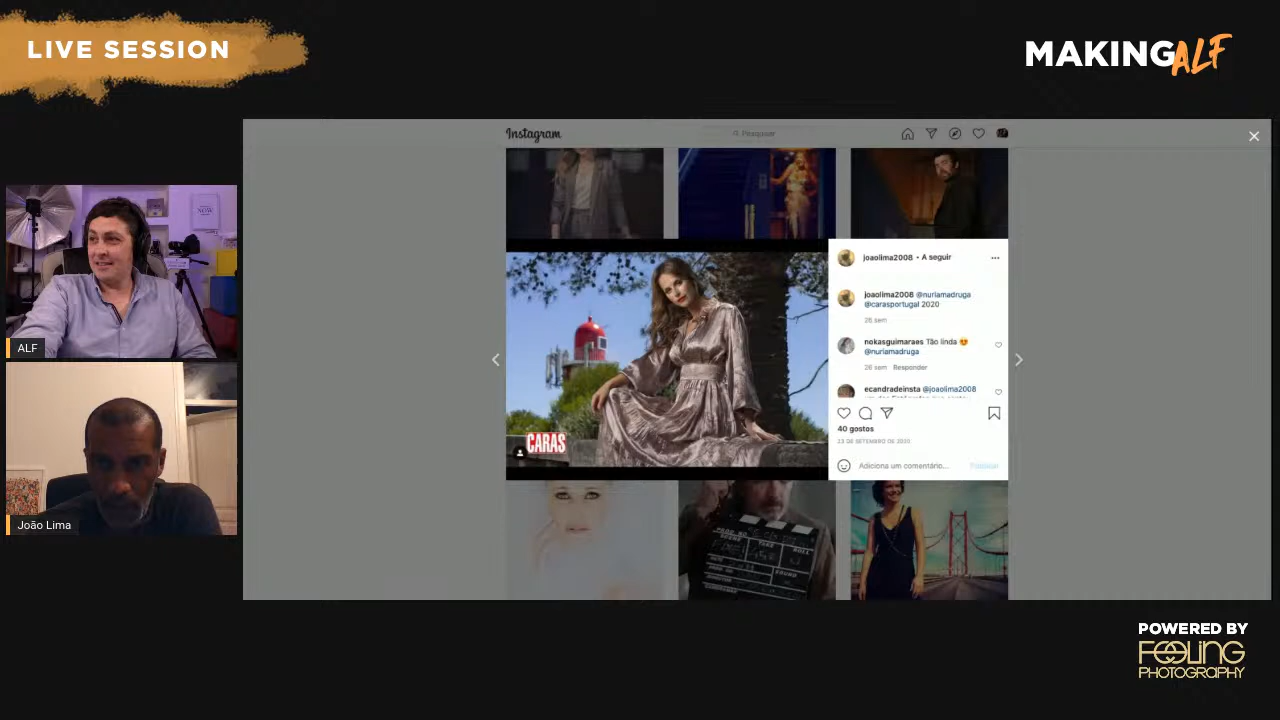 LIVE SESSION
MAKINGALF
Instagram
Pesquisar
joaolima2008 • A seguir
joaolima2008 @nuriamadruga
@carasportugal 2020
26 sem
nokasguimaraes Tão linda 😍
@nuriamadruga
26 sem Responder
ecandradeinsta @joaolima2008
40 gostos
23 DE SETEMBRO DE 2020
Adiciona um comentário...
Publicar
CARAS
ALF
João Lima
POWERED BY
FEELING
PHOTOGRAPHY